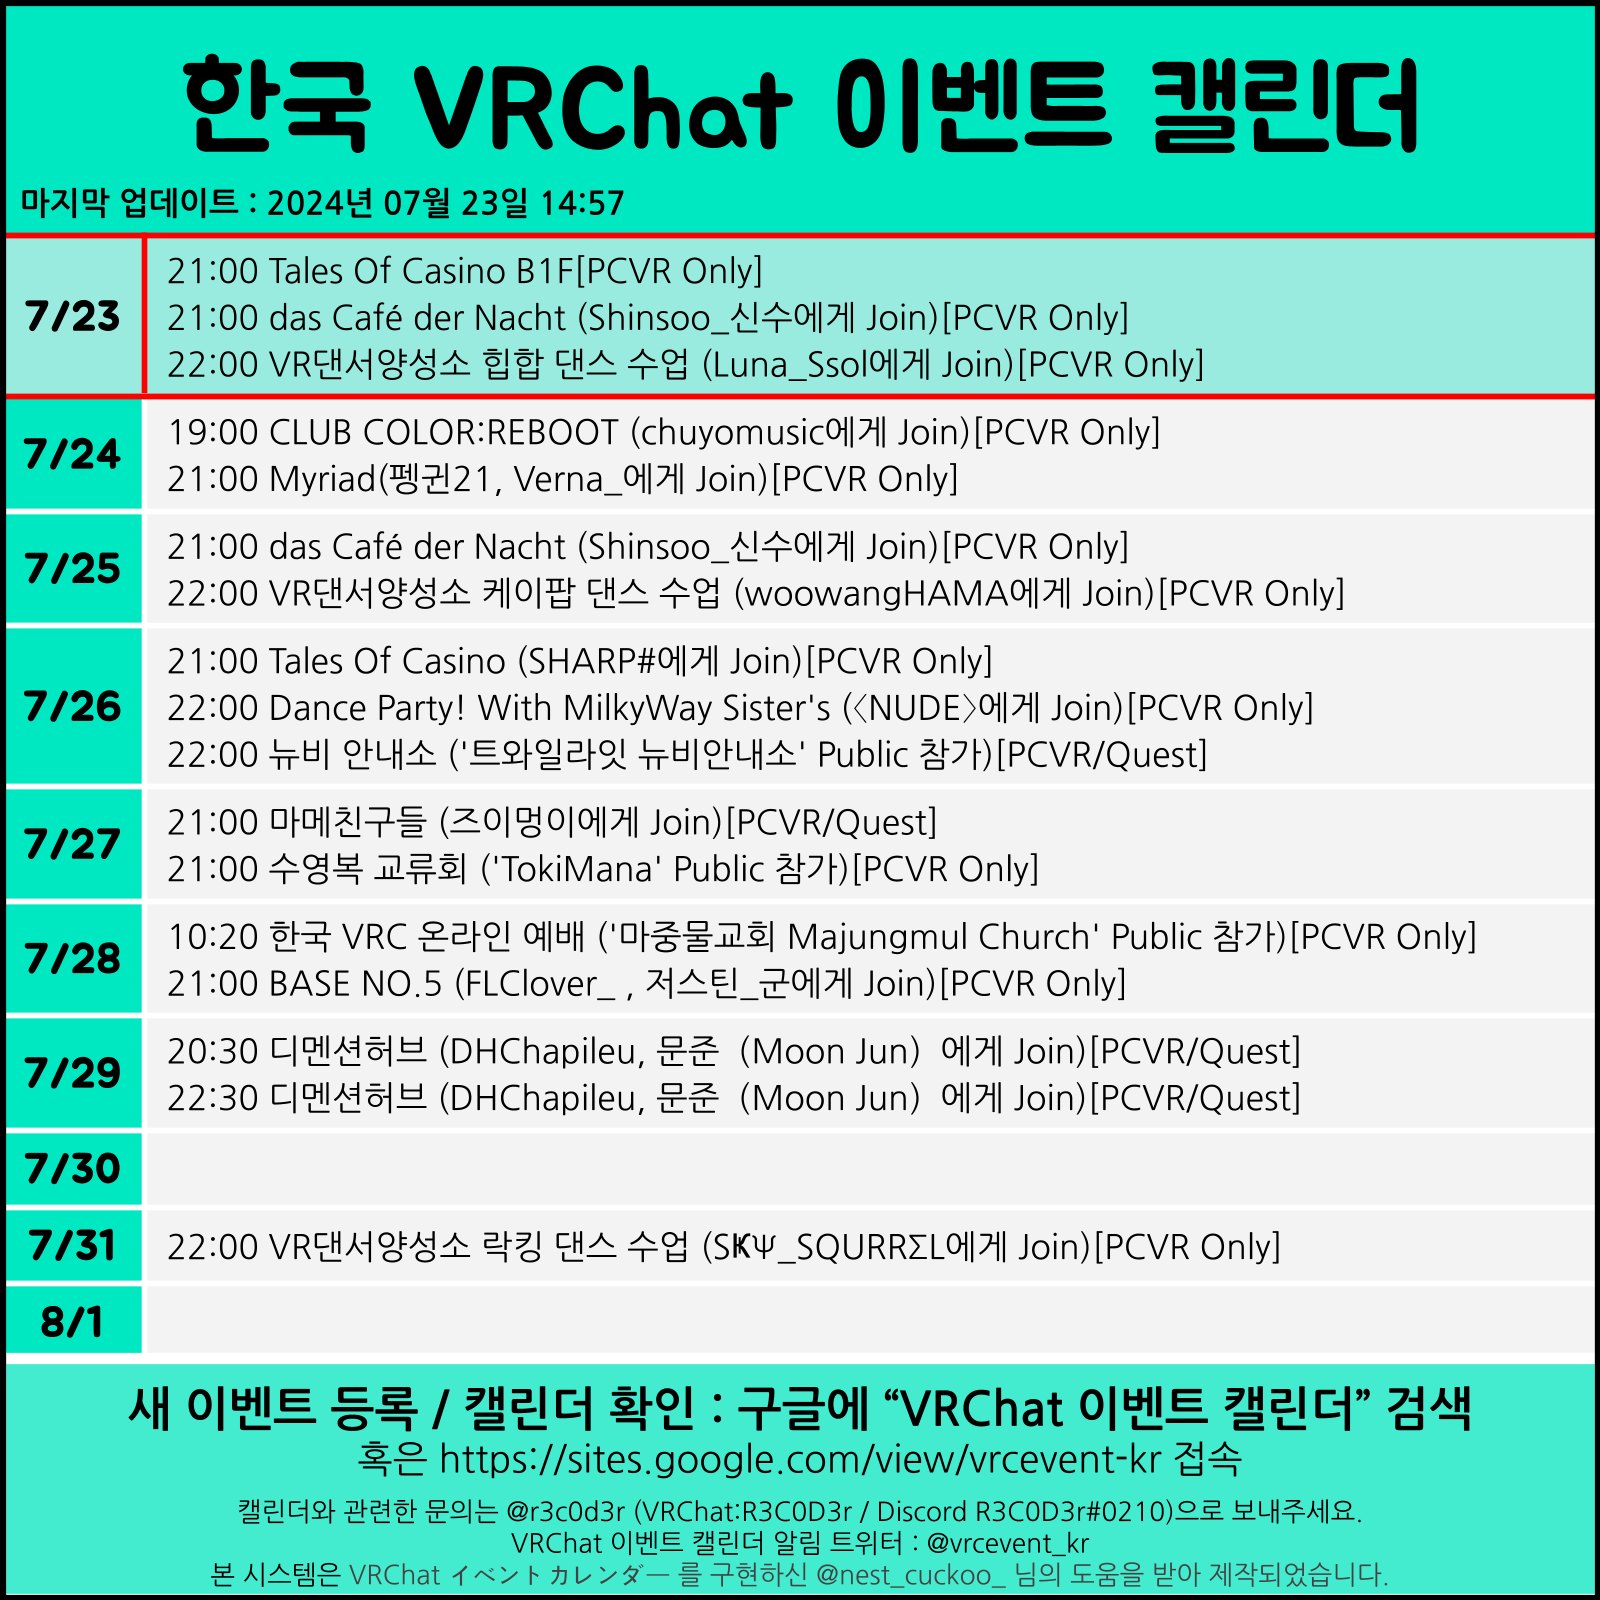 한국 VRChat 이벤트 캘린더
마지막 업데이트 : 2024년 07월 23일 14:57
7/23
21:00 Tales Of Casino B1F[PCVR Only]
21:00 das Café der Nacht (Shinsoo_신수에게 Join)[PCVR Only]
22:00 VR댄서양성소 힙합 댄스 수업 (Luna_Ssol에게 Join)[PCVR Only]
7/24
19:00 CLUB COLOR:REBOOT (chuyomusic에게 Join)[PCVR Only]
21:00 Myriad(펭귄21, Verna_에게 Join)[PCVR Only]
7/25
21:00 das Café der Nacht (Shinsoo_신수에게 Join)[PCVR Only]
22:00 VR댄서양성소 케이팝 댄스 수업 (woowangHAMA에게 Join)[PCVR Only]
7/26
21:00 Tales Of Casino (SHARP#에게 Join)[PCVR Only]
22:00 Dance Party! With MilkyWay Sister's (〈NUDE〉에게 Join)[PCVR Only]
22:00 뉴비 안내소 ('트와일라잇 뉴비안내소' Public 참가)[PCVR/Quest]
7/27
21:00 마메친구들 (즈이멍이에게 Join)[PCVR/Quest]
21:00 수영복 교류회 ('TokiMana' Public 참가)[PCVR Only]
7/28
10:20 한국 VRC 온라인 예배 ('마중물교회 Majungmul Church' Public 참가)[PCVR Only]
21:00 BASE NO.5 (FLClover_ , 저스틴_군에게 Join)[PCVR Only]
7/29
20:30 디멘션허브 (DHChapileu, 문준（Moon Jun）에게 Join)[PCVR/Quest]
22:30 디멘션허브 (DHChapileu, 문준（Moon Jun）에게 Join)[PCVR/Quest]
7/30
7/31
22:00 VR댄서양성소 락킹 댄스 수업 (S₭Ψ_SQURRΣL에게 Join)[PCVR Only]
8/1
새 이벤트 등록 / 캘린더 확인 : 구글에 “VRChat 이벤트 캘린더” 검색
혹은 https://sites.google.com/view/vrcevent-kr 접속
캘린더와 관련한 문의는 @r3c0d3r (VRChat:R3C0D3r / Discord R3C0D3r#0210)으로 보내주세요.
VRChat 이벤트 캘린더 알림 트위터 : @vrcevent_kr
본 시스템은 VRChat イベントカレンダー 를 구현하신 @nest_cuckoo_ 님의 도움을 받아 제작되었습니다.